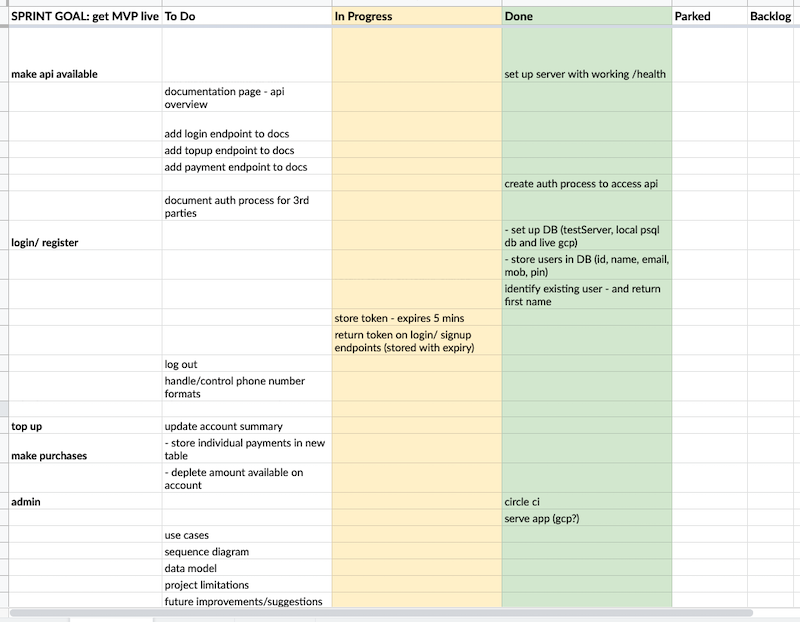 SPRINT GOAL: get MVP live To Do In Progress Done Parked Backlog
make api available set up server with working /health
documentation page - api
overview
add login endpoint to docs
add topup endpoint to docs
add payment endpoint to docs
create auth process to access api
document auth process for 3rd
parties
- set up DB (testServer, local psql
login/ register db and live gcp)
- store users in DB (id, name, email,
mob, pin)
identify existing user - and return
first name
store token - expires 5 mins
return token on login/ signup
endpoints (stored with expiry)
log out
handle/control phone number
formats
top up update account summary
- store individual payments in new
make purchases table
- deplete amount available on
account
admin circle ci
serve app (gcp?)
use cases
sequence diagram
data model
project limitations
future improvements/suggestions